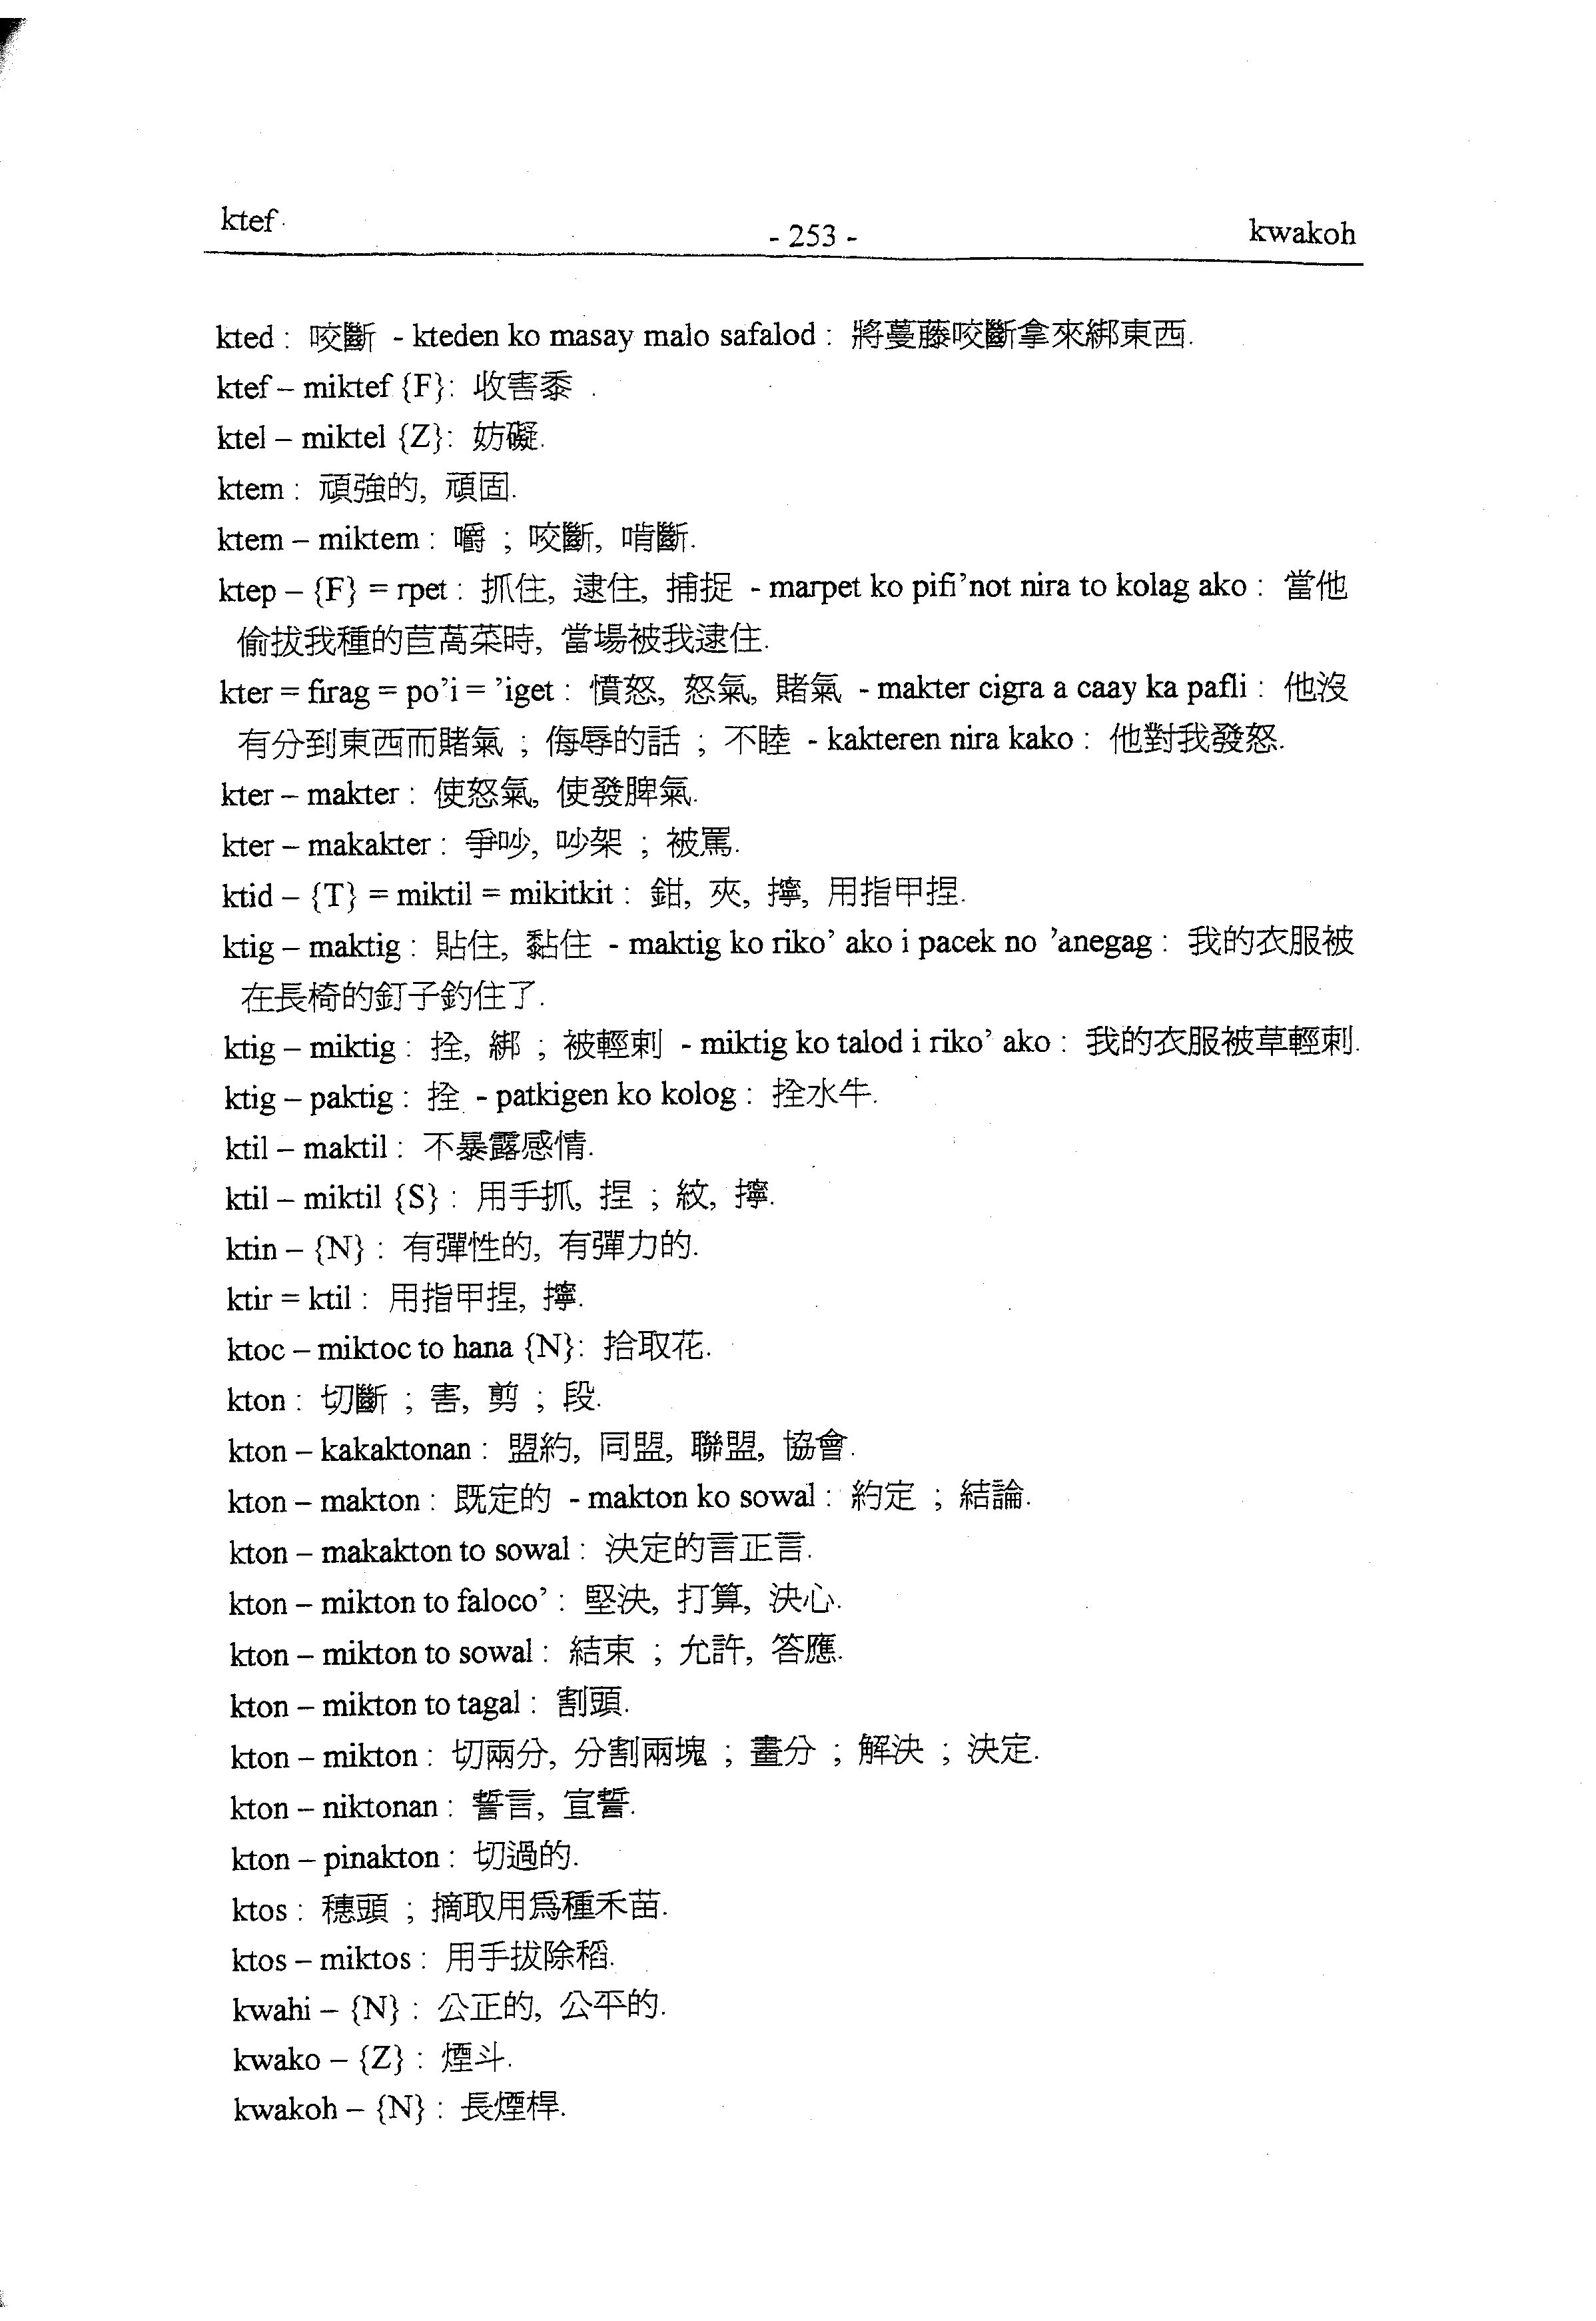 ktef
- 253 -
kwakoh
kted : 咬斷 - kteden ko masay malo safalod : 將蔓藤咬斷拿來綁東西.
ktef – miktef {F}: 收害黍 .
ktel – miktel {Z}: 妨礙.
ktem : 頑強的, 頑固.
ktem – miktem : 嚼 ; 咬斷, 啃斷.
ktep – {F} = rpet : 抓住, 逮住, 捕捉 - marpet ko pifi’not nira to kolag ako : 當他
偷拔我種的苣萵菜時, 當場被我逮住.
kter = firag = po’i = ’iget : 憤怒, 怒氣, 賭氣 - makter cigra a caay ka pafli : 他沒
有分到東西而賭氣 ; 侮辱的話 ; 不睦 - kakteren nira kako : 他對我發怒.
kter – makter : 使怒氣, 使發脾氣.
kter – makakter : 爭吵, 吵架 ; 被罵.
ktid – {T} = miktil = mikitkit : 鉗, 夾, 擰, 用指甲捏.
ktig – maktig : 貼住, 黏住 - maktig ko riko’ ako i pacek no ’anegag : 我的衣服被
在長椅的釘子釣住了.
ktig – miktig : 拴, 綁 ; 被輕刺 - miktig ko talod i riko’ ako : 我的衣服被草輕刺.
ktig – paktig : 拴 - patkigen ko kolog : 拴水牛.
ktil – maktil : 不暴露感情.
ktil – miktil {S} : 用手抓, 捏 ; 紋, 擰.
ktin – {N} : 有彈性的, 有彈力的.
ktir = ktil : 用指甲捏, 擰.
ktoc – miktoc to hana {N}: 拾取花.
kton : 切斷 ; 害, 剪 ; 段.
kton – kakaktonan : 盟約, 同盟, 聯盟, 協會.
kton – makton : 既定的 - makton ko sowal : 約定 ; 結論.
kton – makakton to sowal : 決定的言正言.
kton – mikton to faloco’ : 堅決, 打算, 決心.
kton – mikton to sowal : 結束 ; 允許, 答應.
kton – mikton to tagal : 割頭.
kton – mikton : 切兩分, 分割兩塊 ; 畫分 ; 解決 ; 決定.
kton – niktonan : 誓言, 宣誓.
kton – pinakton : 切過的.
ktos : 穗頭 ; 摘取用爲種禾苗.
ktos – miktos : 用手拔除稻.
kwahi – {N} : 公正的, 公平的.
kwako – {Z} : 煙斗.
kwakoh – {N} : 長煙桿.